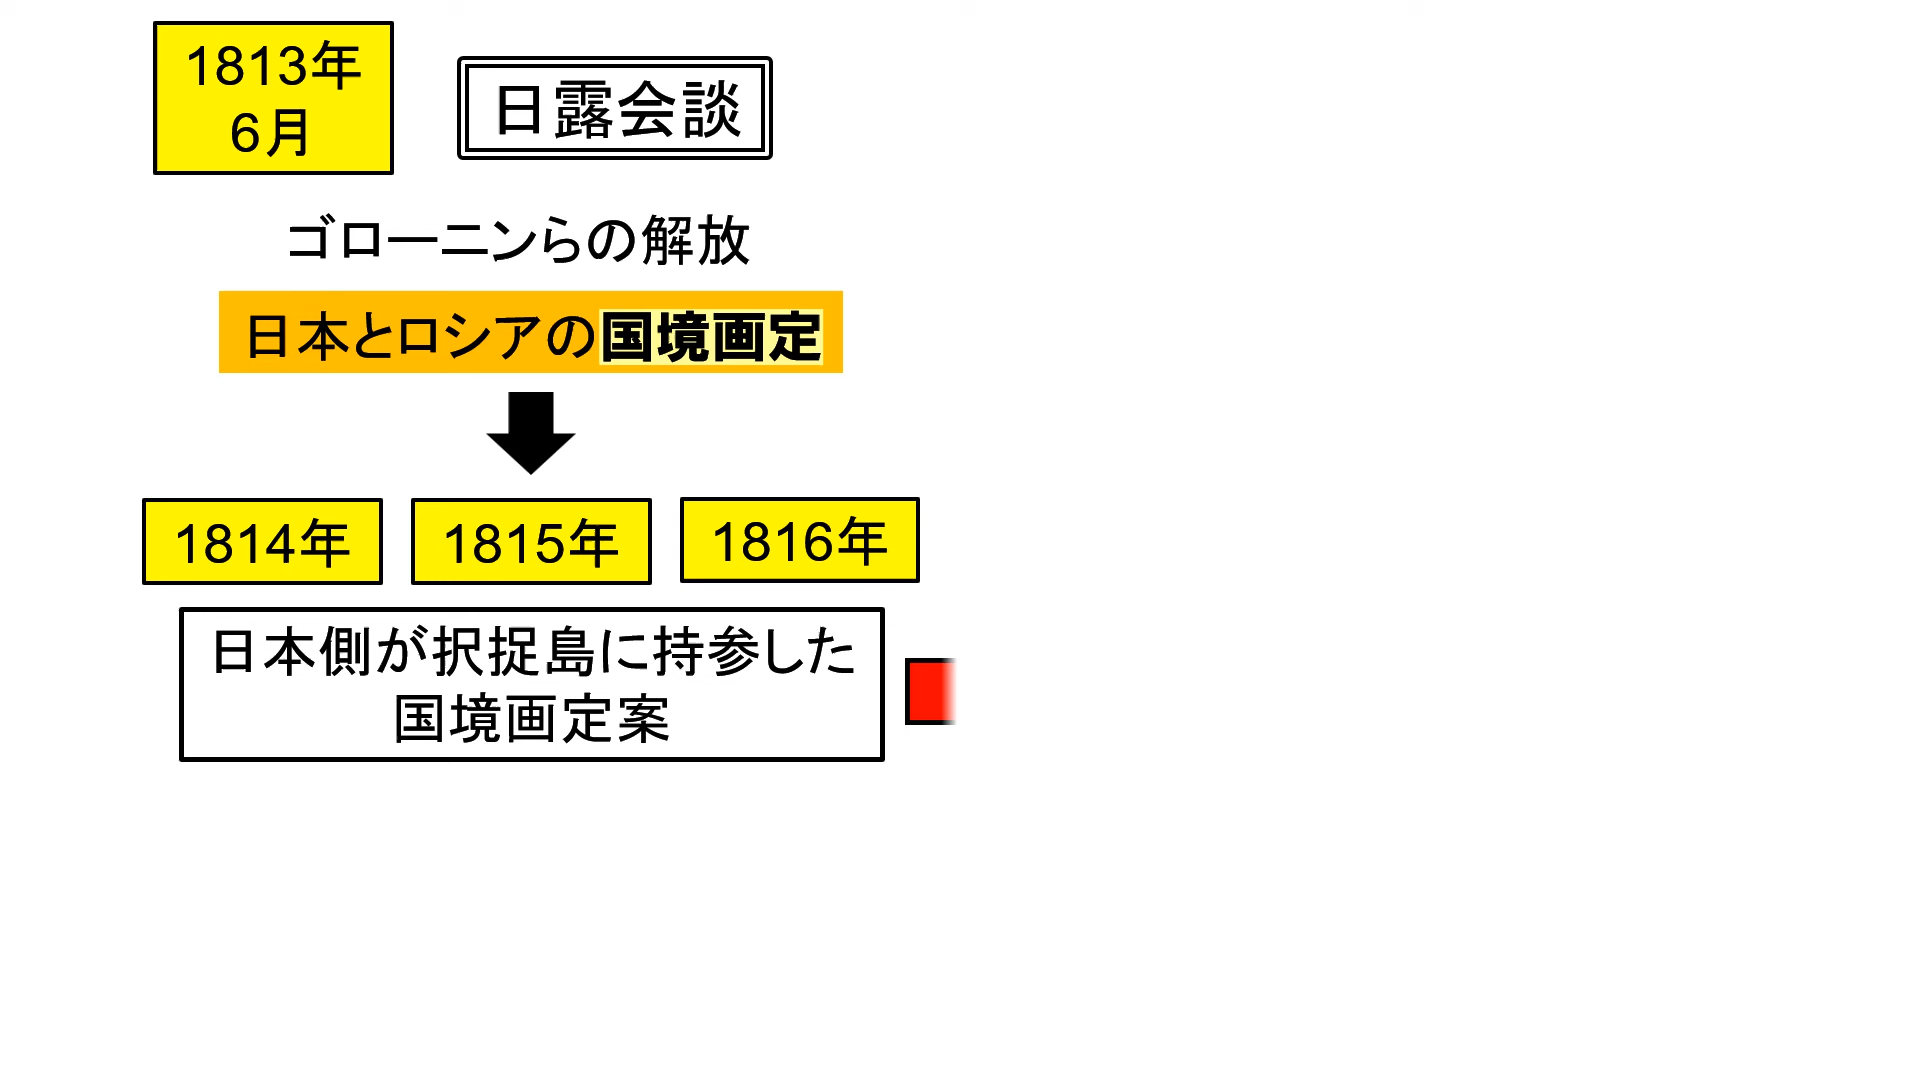 1813年
6月
日露会談
ゴローニンらの解放
日本とロシアの国境画定
1814年
1815年
1816年
日本側が択捉島に持参した
国境画定案